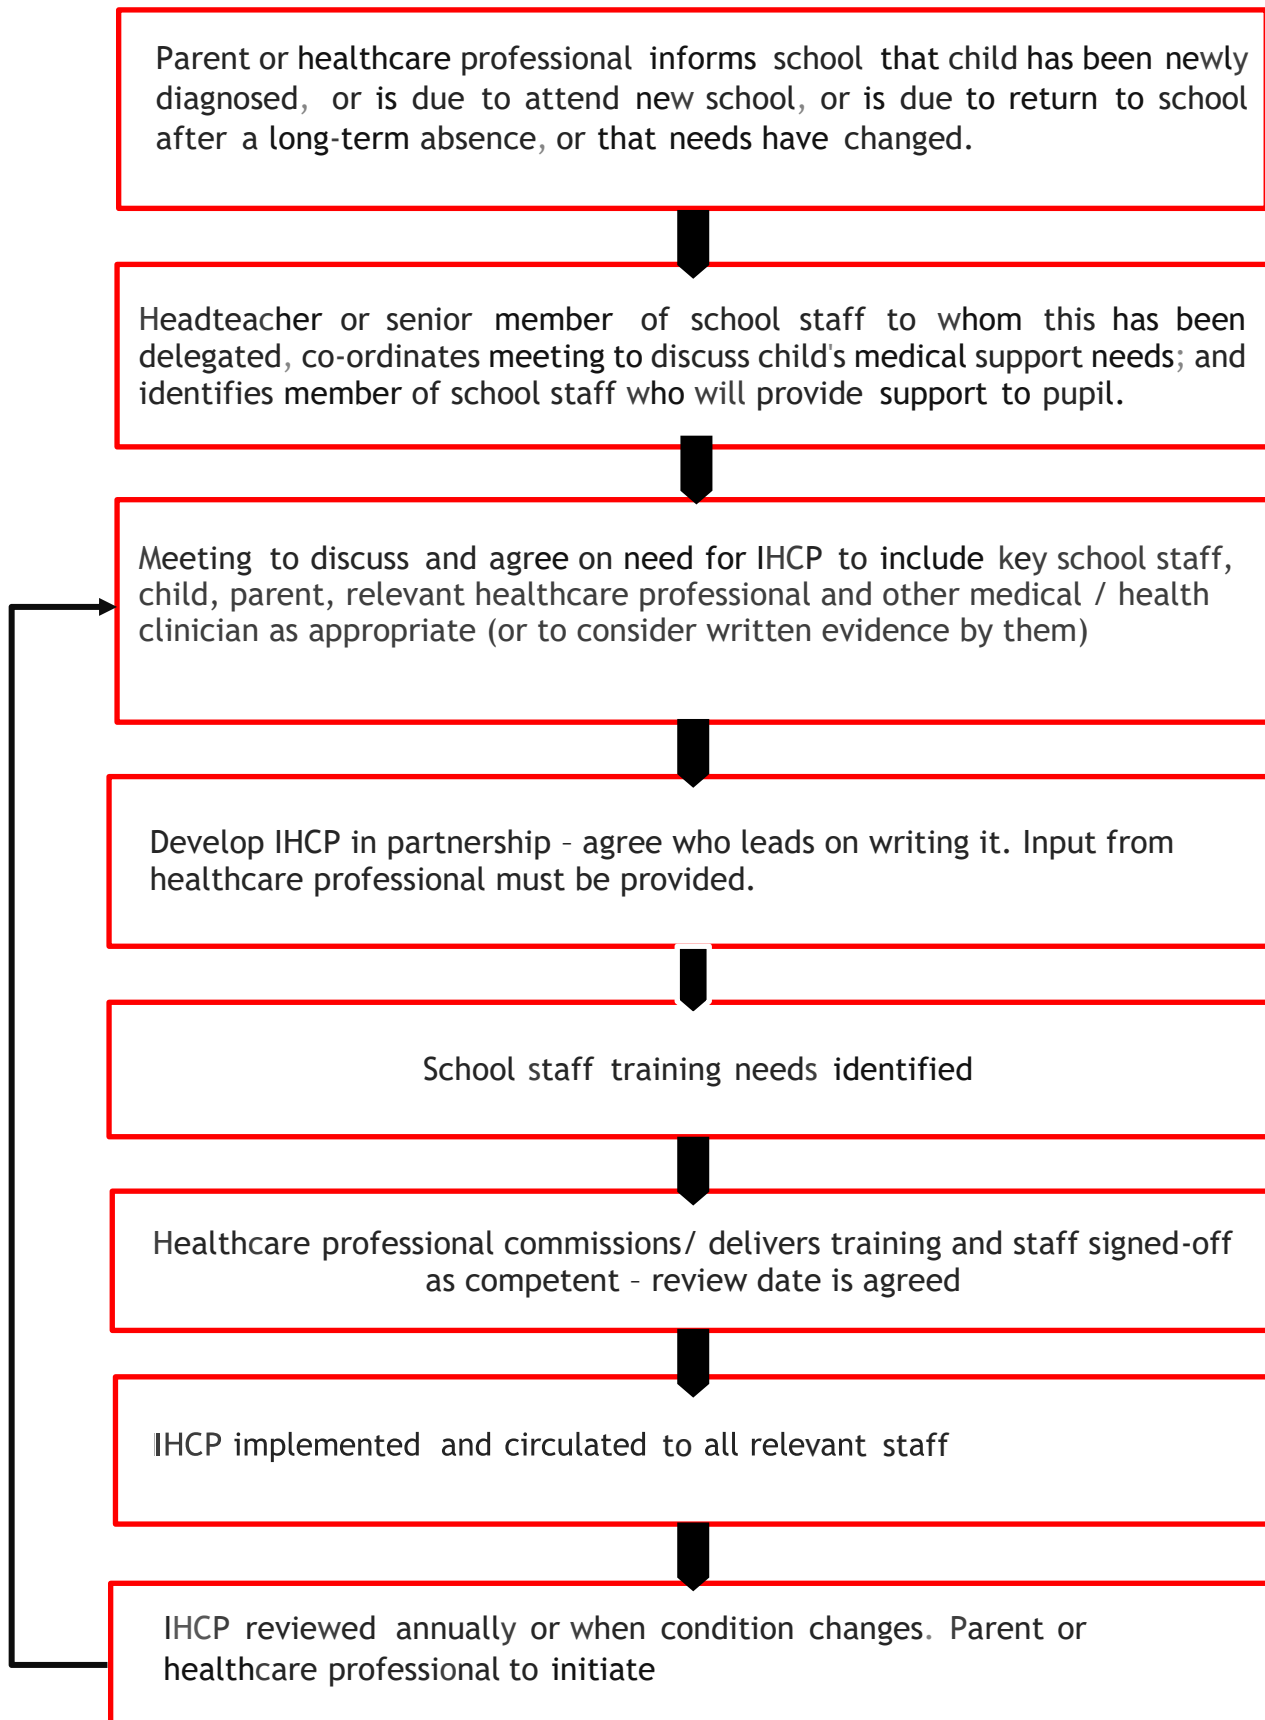 Parent or healthcare professional informs school that child has been newly
diagnosed, or is due to attend new school, or is due to return to school
after a long-term absence, or that needs have changed.
Headteacher or senior member of school staff to whom this has been
delegated, co-ordinates meeting to discuss child's medical support needs; and
identifies member of school staff who will provide support to pupil.
Meeting to discuss and agree on need for IHCP to include key school staff,
child, parent, relevant healthcare professional and other medical / health
clinician as appropriate (or to consider written evidence by them)
Develop IHCP in partnership – agree who leads on writing it. Input from
healthcare professional must be provided.
School staff training needs identified
Healthcare professional commissions/ delivers training and staff signed-off
as competent – review date is agreed
IHCP implemented and circulated to all relevant staff
IHCP reviewed annually or when condition changes. Parent or
healthcare professional to initiate